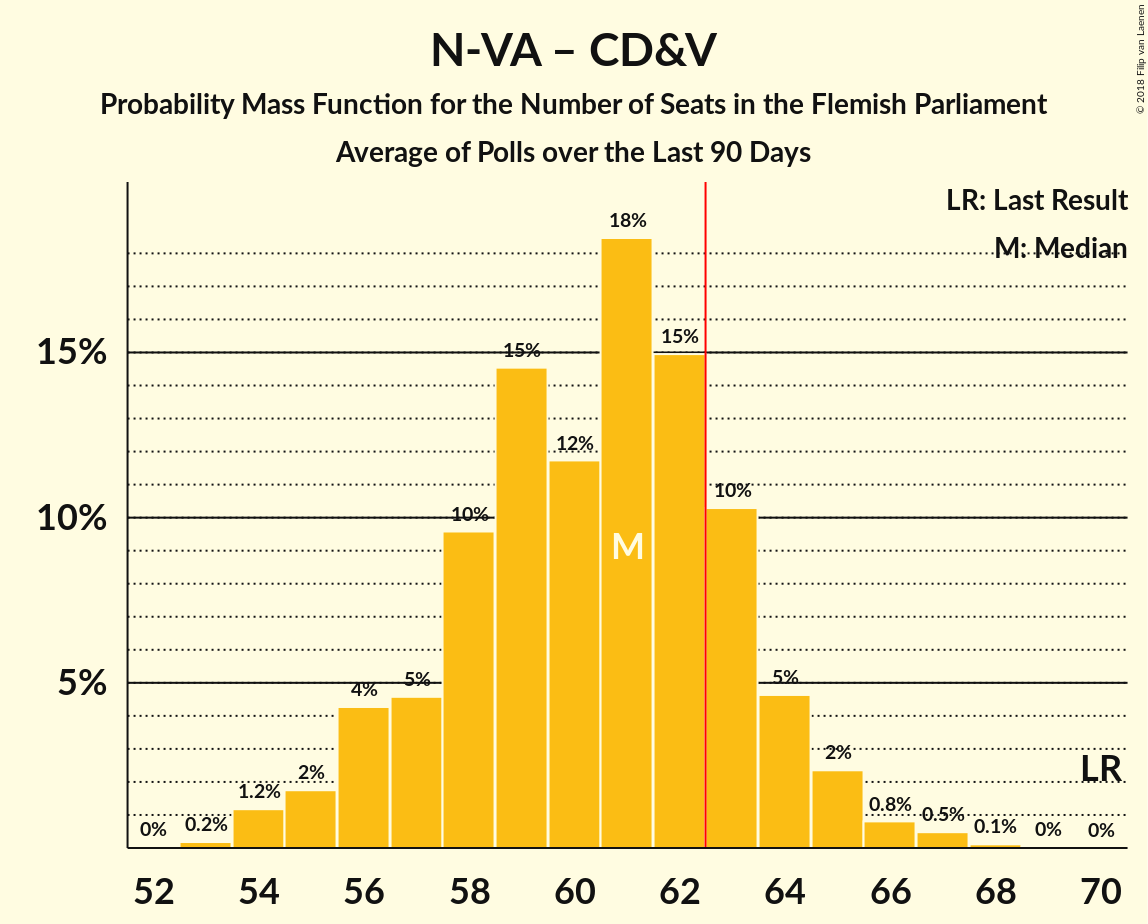 N-VA – CD&V
Probability Mass Function for the Number of Seats in the Flemish Parliament
Average of Polls over the Last 90 Days
© 2018 Filip van Laenen
LR: Last Result
M: Median
18%
15%
15%
15%
12%
10%
10%
10%
M
5%
4%
5%
5%
2%
2%
LR
1.2%
0.8%
0.5%
0%
0.2%
0.1%
0%
0%
52 54 56 58 60 62 64 66 68 70